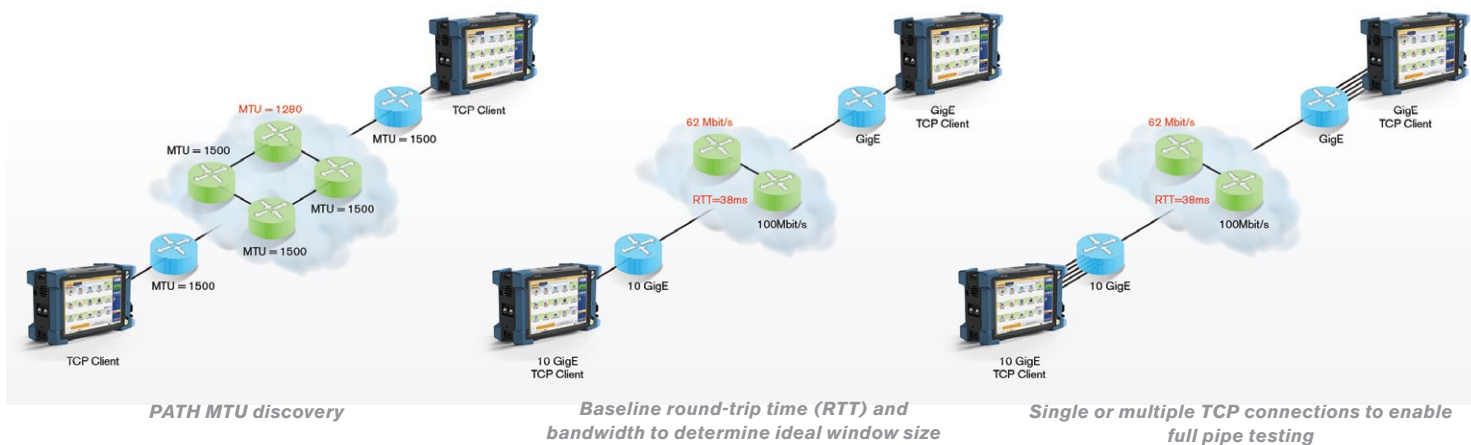 TCP Client
MTU = 1280
MTU = 1500
MTU = 1500
MTU = 1500
MTU = 1500
MTU = 1500
TCP Client
PATH MTU discovery
GigE
TCP Client
GigE
62 Mbit/s
RTT=38ms
100Mbit/s
10 GigE
10 GigE
TCP Client
Baseline round-trip time (RTT) and
bandwidth to determine ideal window size
GigE
TCP Client
GigE
62 Mbit/s
RTT=38ms
100Mbit/s
10 GigE
10 GigE
TCP Client
Single or multiple TCP connections to enable
full pipe testing